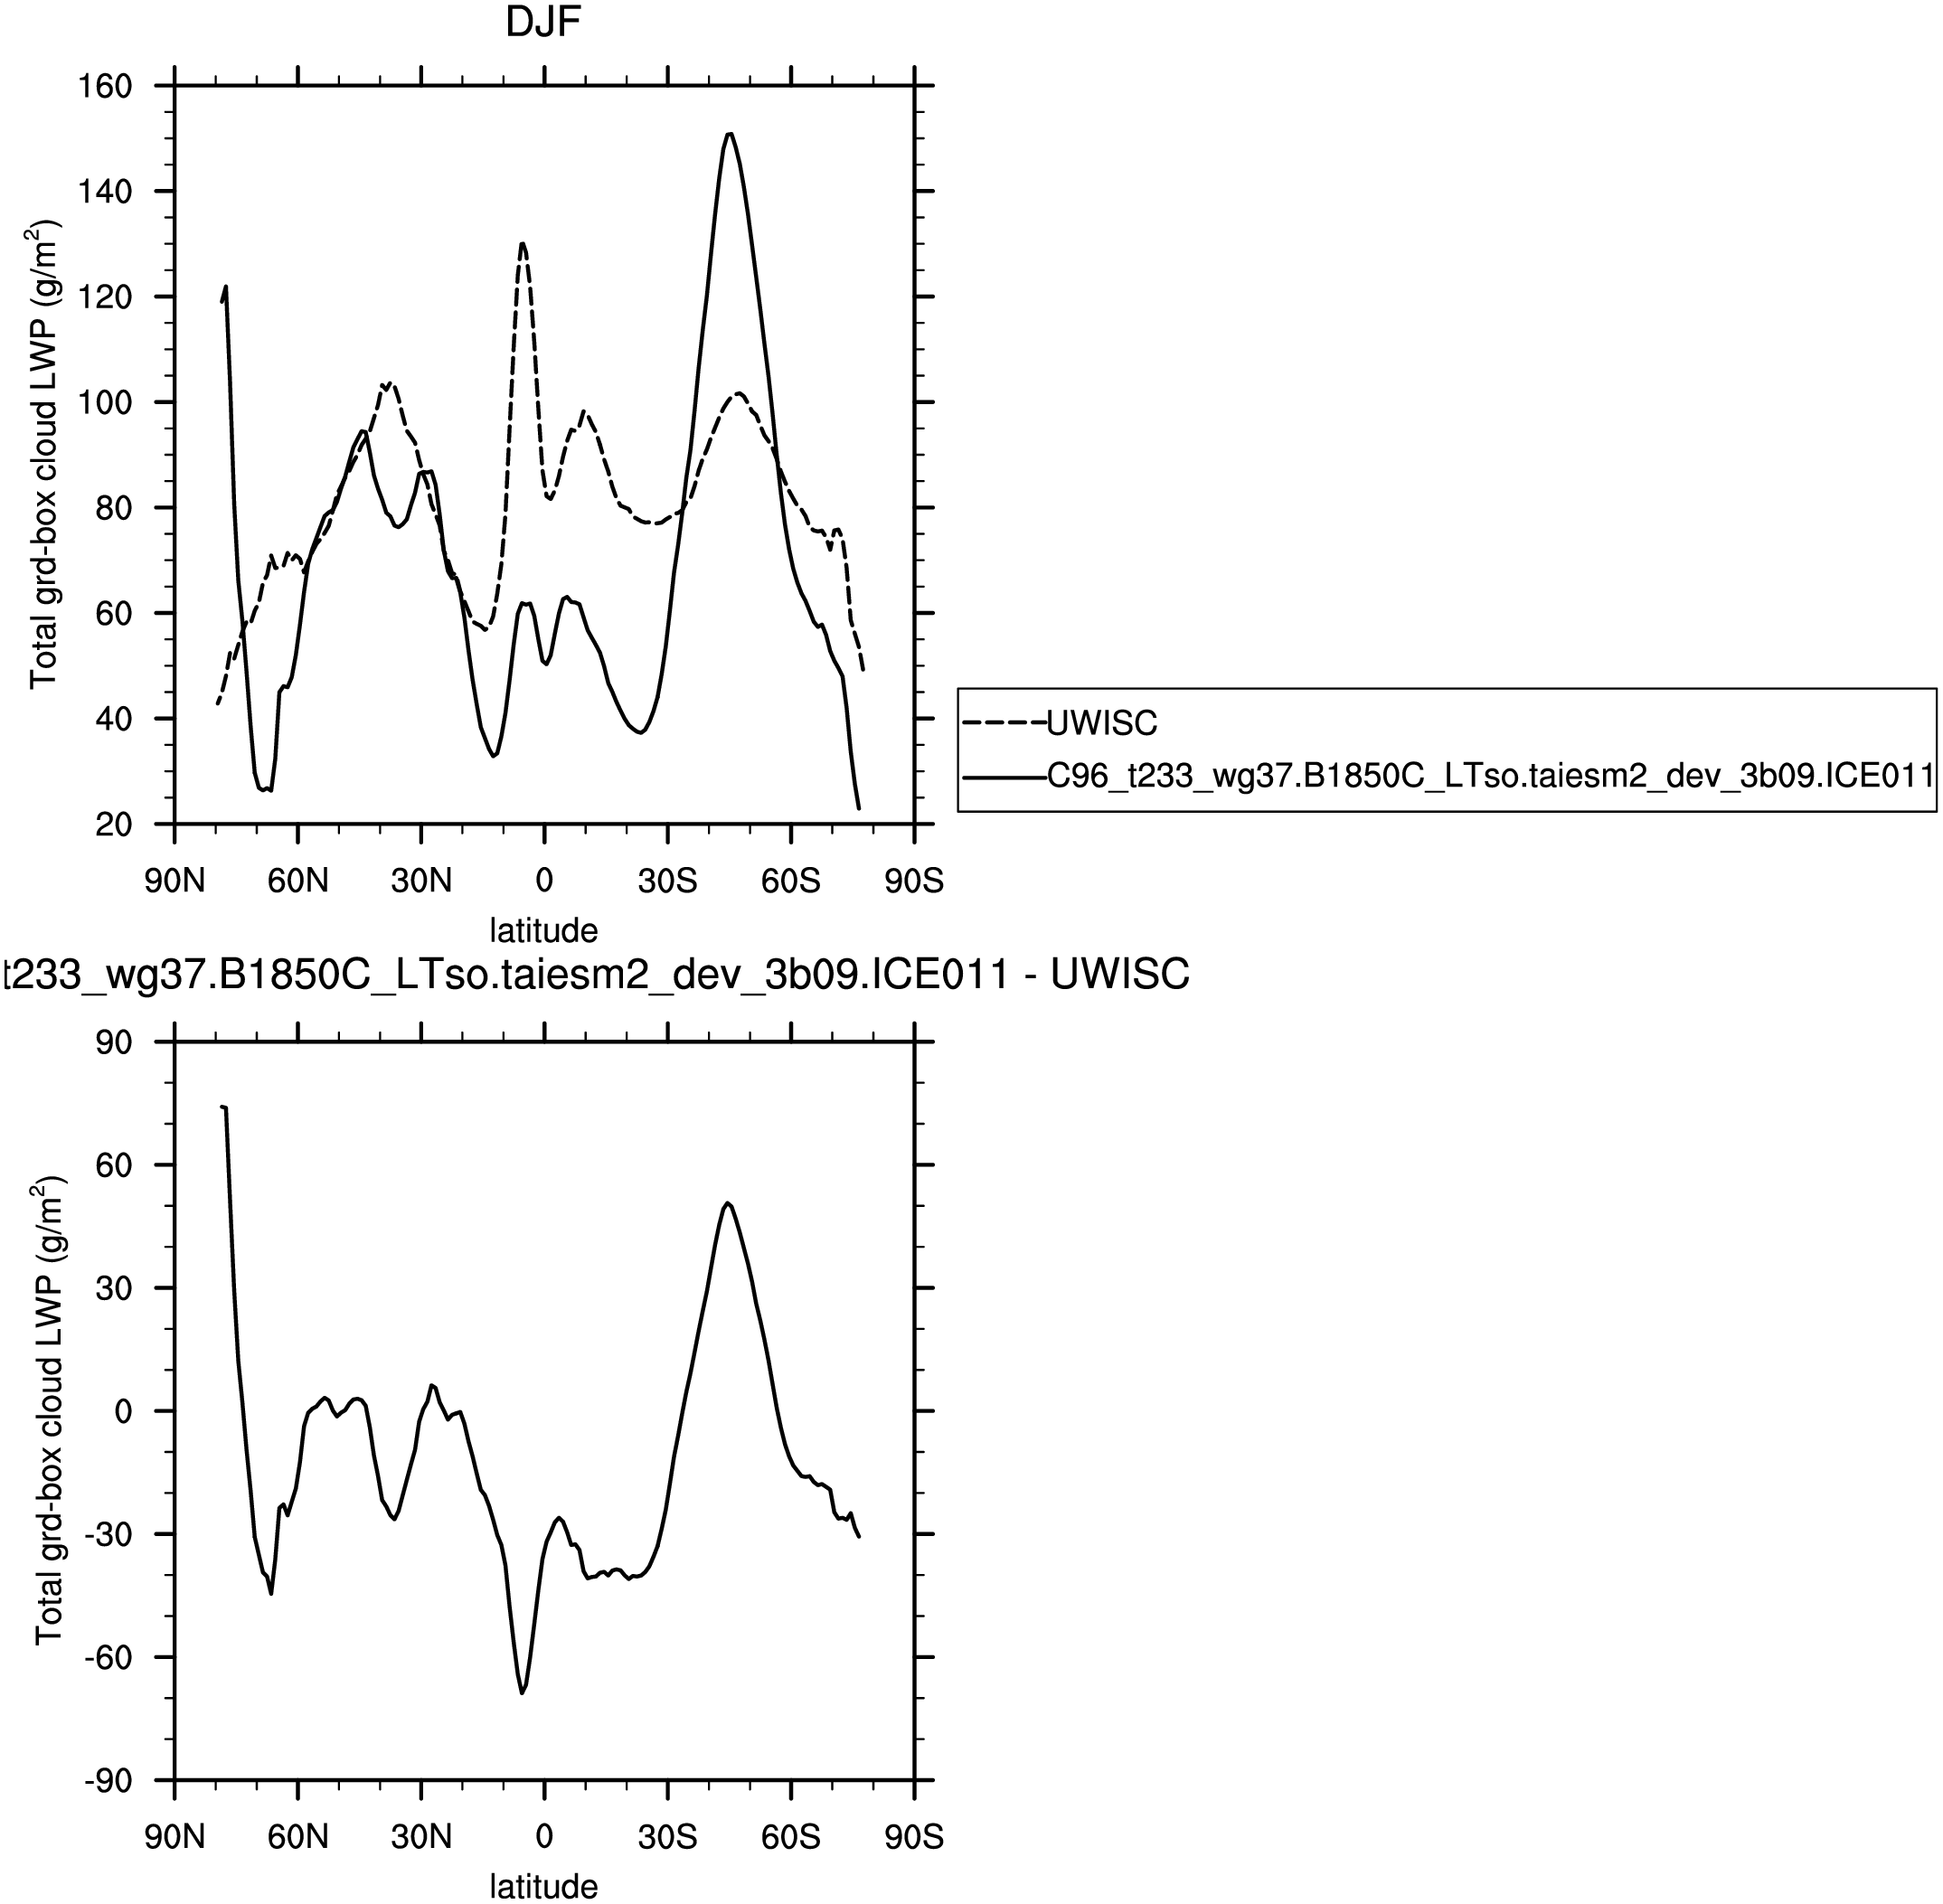 DJF
Total grd-box cloud LWP (g/m²)
160
140
120
100
80
60
40
20
90N 60N 30N 0 30S 60S 90S
latitude
UWISC
C96_t233_wg37.B1850C_LTso.taiesm2_dev_3b09.ICE011
t233_wg37.B1850C_LTso.taiesm2_dev_3b09.ICE011 - UWISC
Total grd-box cloud LWP (g/m²)
90
60
30
0
-30
-60
-90
90N 60N 30N 0 30S 60S 90S
latitude